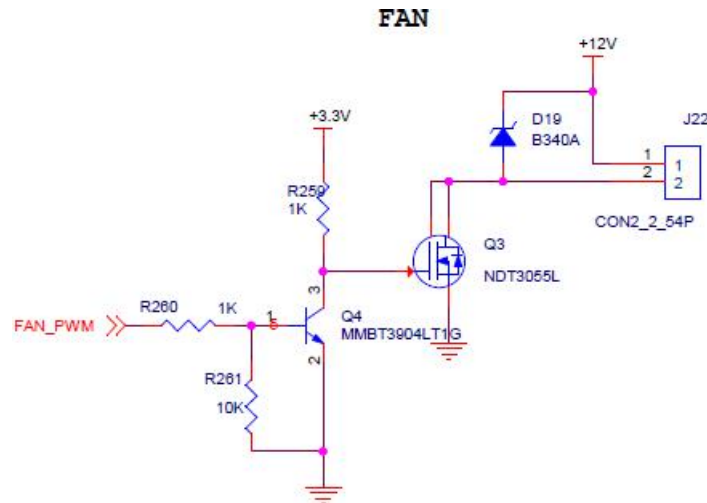 FAN
+12V
D19
B340A
J22
+3.3V
1
1
2
2
R259
1K
CON2_2_54P
Q3
NDT3055L
3
R260
1K
1
Q4
FAN_PWM
MMBT3904LT1G
2
R261
10K